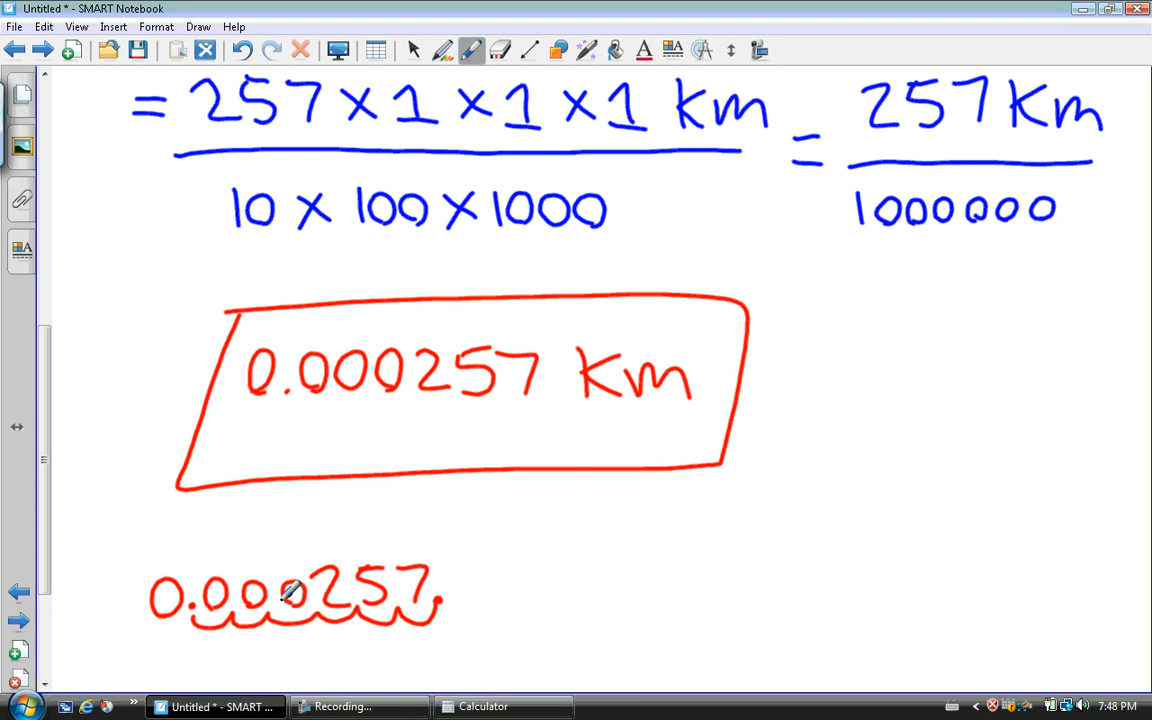 Untitled * - SMART Notebook
File Edit View Insert Format Draw Help
= 257 x 1 x 1 x 1 Km
10 x 100 x 1000
= 257 Km
1000000
0.000257 Km
0.000257.
Untitled * - SMART ...
Recording...
Calculator
7:48 PM